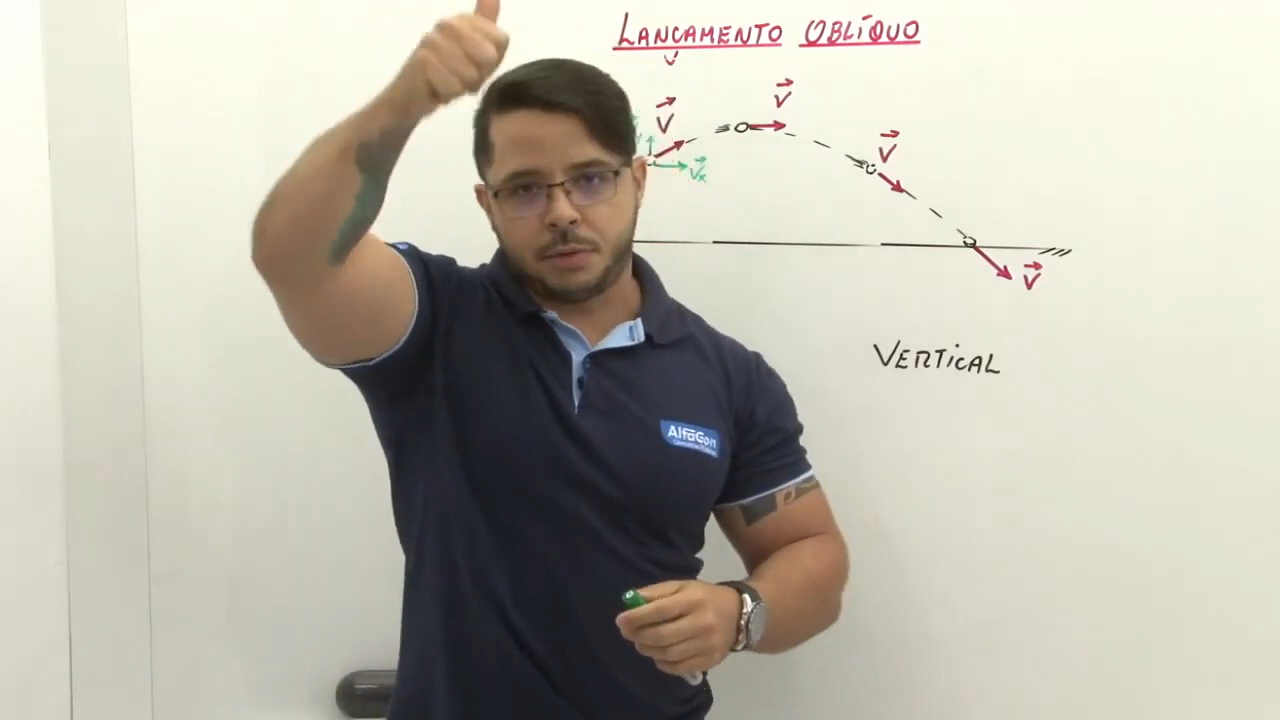 LANÇAMENTO OBLÍQUO
V
V
V
Vx
V
VERTICAL
AlfaCon